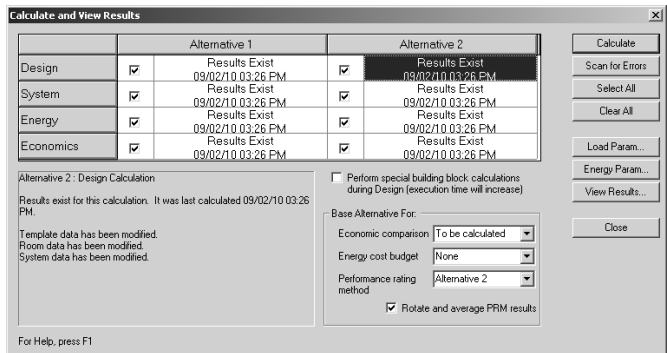 Calculate and View Results
Alternative 1 Alternative 2
Design Results Exist 09/02/10 03:26 PM Results Exist 09/02/10 03:26 PM
System Results Exist 09/02/10 03:26 PM Results Exist 09/02/10 03:26 PM
Energy Results Exist 09/02/10 03:26 PM Results Exist 09/02/10 03:26 PM
Economics Results Exist 09/02/10 03:26 PM Results Exist 09/02/10 03:26 PM
Calculate
Scan for Errors
Select All
Clear All
Load Param...
Energy Param...
View Results...
Close
Alternative 2 : Design Calculation
Results exist for this calculation. It was last calculated 09/02/10 03:26
PM.
Template data has been modified.
Room data has been modified.
System data has been modified.
Perform special building block calculations
during Design (execution time will increase)
Base Alternative For:
Economic comparison To be calculated
Energy cost budget None
Performance rating
method Alternative 2
Rotate and average PRM results
For Help, press F1